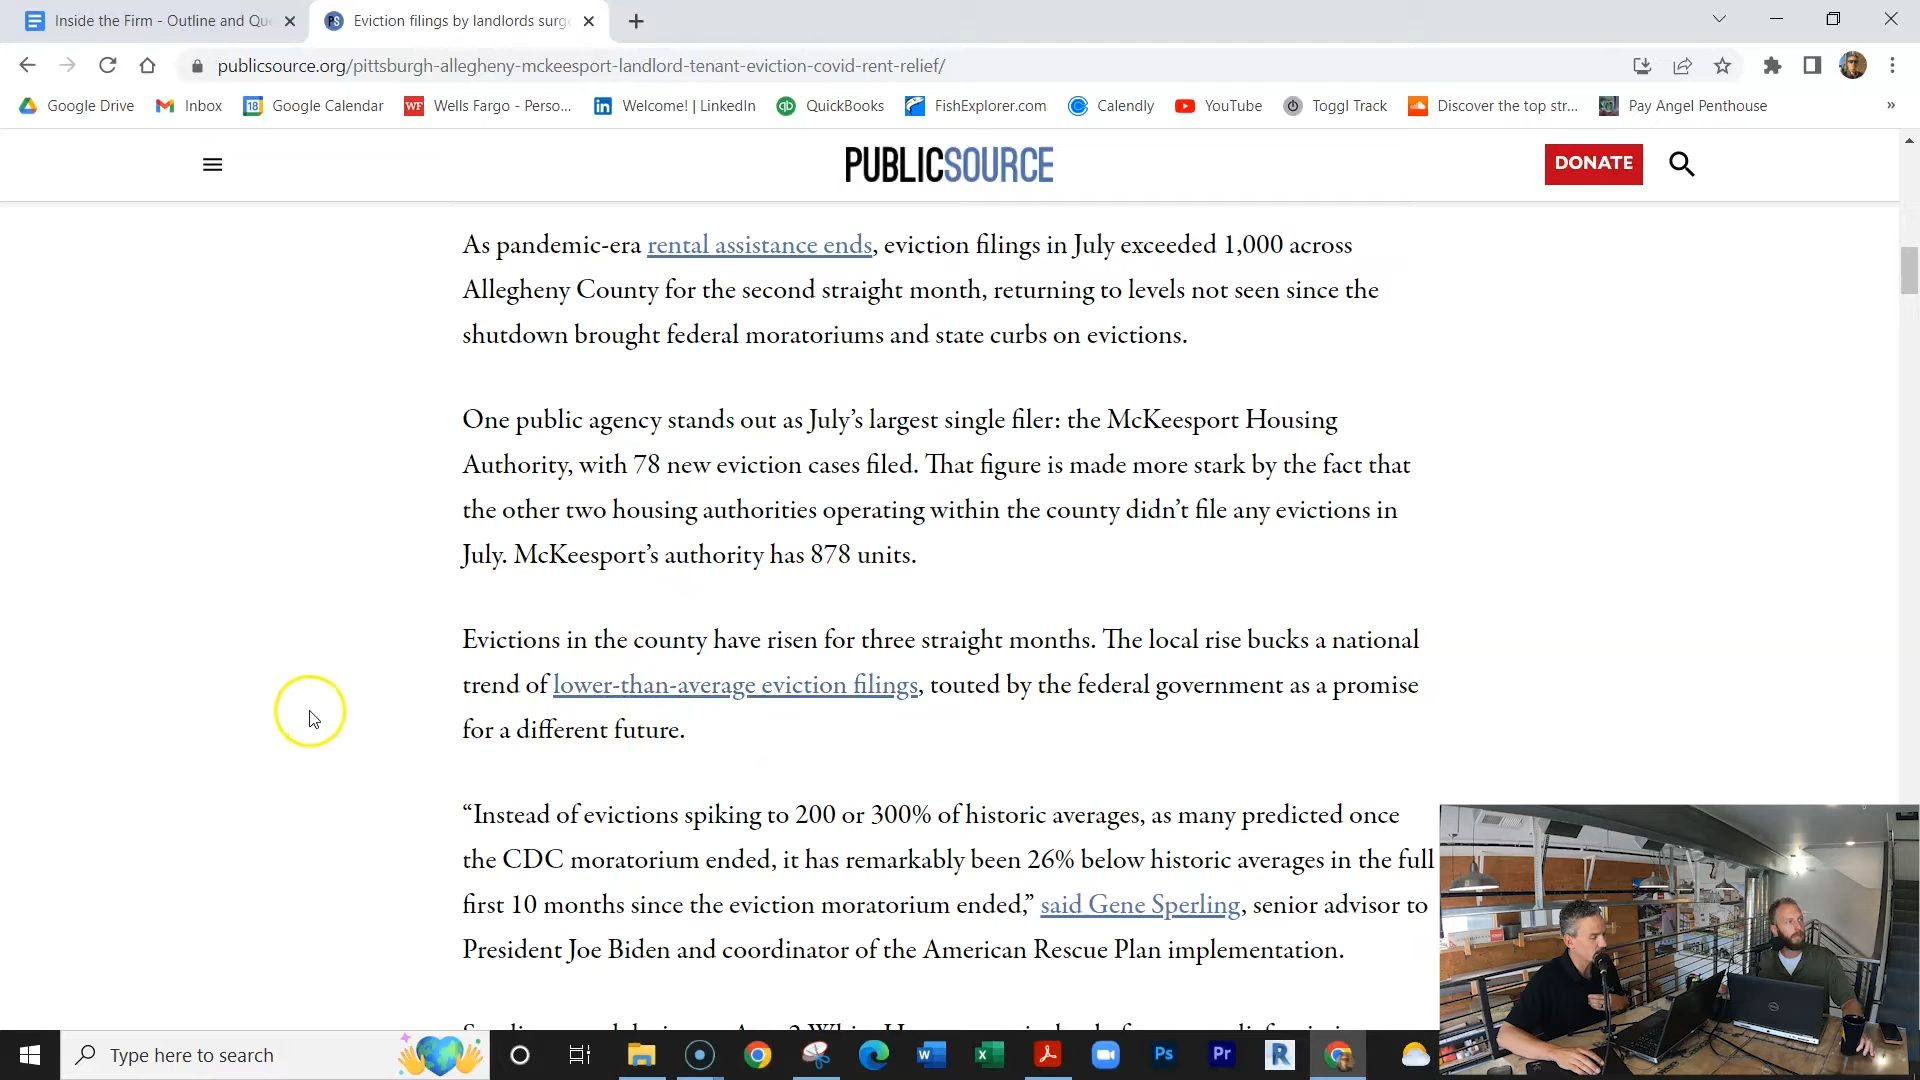 Inside the Firm - Outline and Que
Eviction filings by landlords surg
publicsource.org/pittsburgh-allegheny-mckeesport-landlord-tenant-eviction-covid-rent-relief/
Google Drive
Inbox
18
Google Calendar
WF
Wells Fargo - Perso...
in
Welcome! | LinkedIn
qb
QuickBooks
FishExplorer.com
Calendly
YouTube
Toggl Track
Discover the top str...
Pay Angel Penthouse
»
PUBLICSOURCE
DONATE
As pandemic-era rental assistance ends, eviction filings in July exceeded 1,000 across
Allegheny County for the second straight month, returning to levels not seen since the
shutdown brought federal moratoriums and state curbs on evictions.
One public agency stands out as July’s largest single filer: the McKeesport Housing
Authority, with 78 new eviction cases filed. That figure is made more stark by the fact that
the other two housing authorities operating within the county didn’t file any evictions in
July. McKeesport’s authority has 878 units.
Evictions in the county have risen for three straight months. The local rise bucks a national
trend of lower-than-average eviction filings, touted by the federal government as a promise
for a different future.
“Instead of evictions spiking to 200 or 300% of historic averages, as many predicted once
the CDC moratorium ended, it has remarkably been 26% below historic averages in the full
first 10 months since the eviction moratorium ended,” said Gene Sperling, senior advisor to
President Joe Biden and coordinator of the American Rescue Plan implementation.
Type here to search
Ps
Pr
R